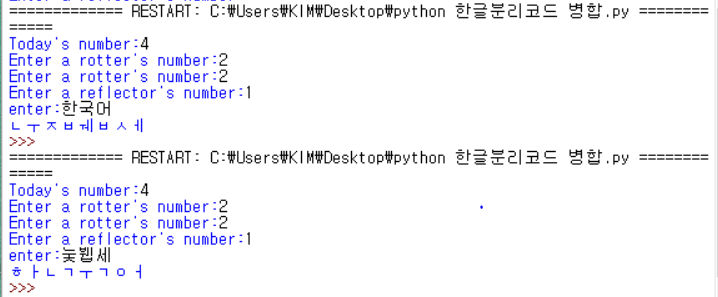 ============= RESTART: C:₩Users₩KIM₩Desktop₩python 한글분리코드 병합.py ========
=====
Today's number:4
Enter a rotter's number:2
Enter a rotter's number:2
Enter a reflector's number:1
enter:한국어
ㄴㅜㅈㅂㅞㅂㅅㅔ
>>>
============= RESTART: C:₩Users₩KIM₩Desktop₩python 한글분리코드 병합.py ========
=====
Today's number:4
Enter a rotter's number:2
Enter a rotter's number:2
Enter a reflector's number:1
enter:눚뷉세
ㅎㅏㄴㄱㅜㄱㅇㅓ
>>>